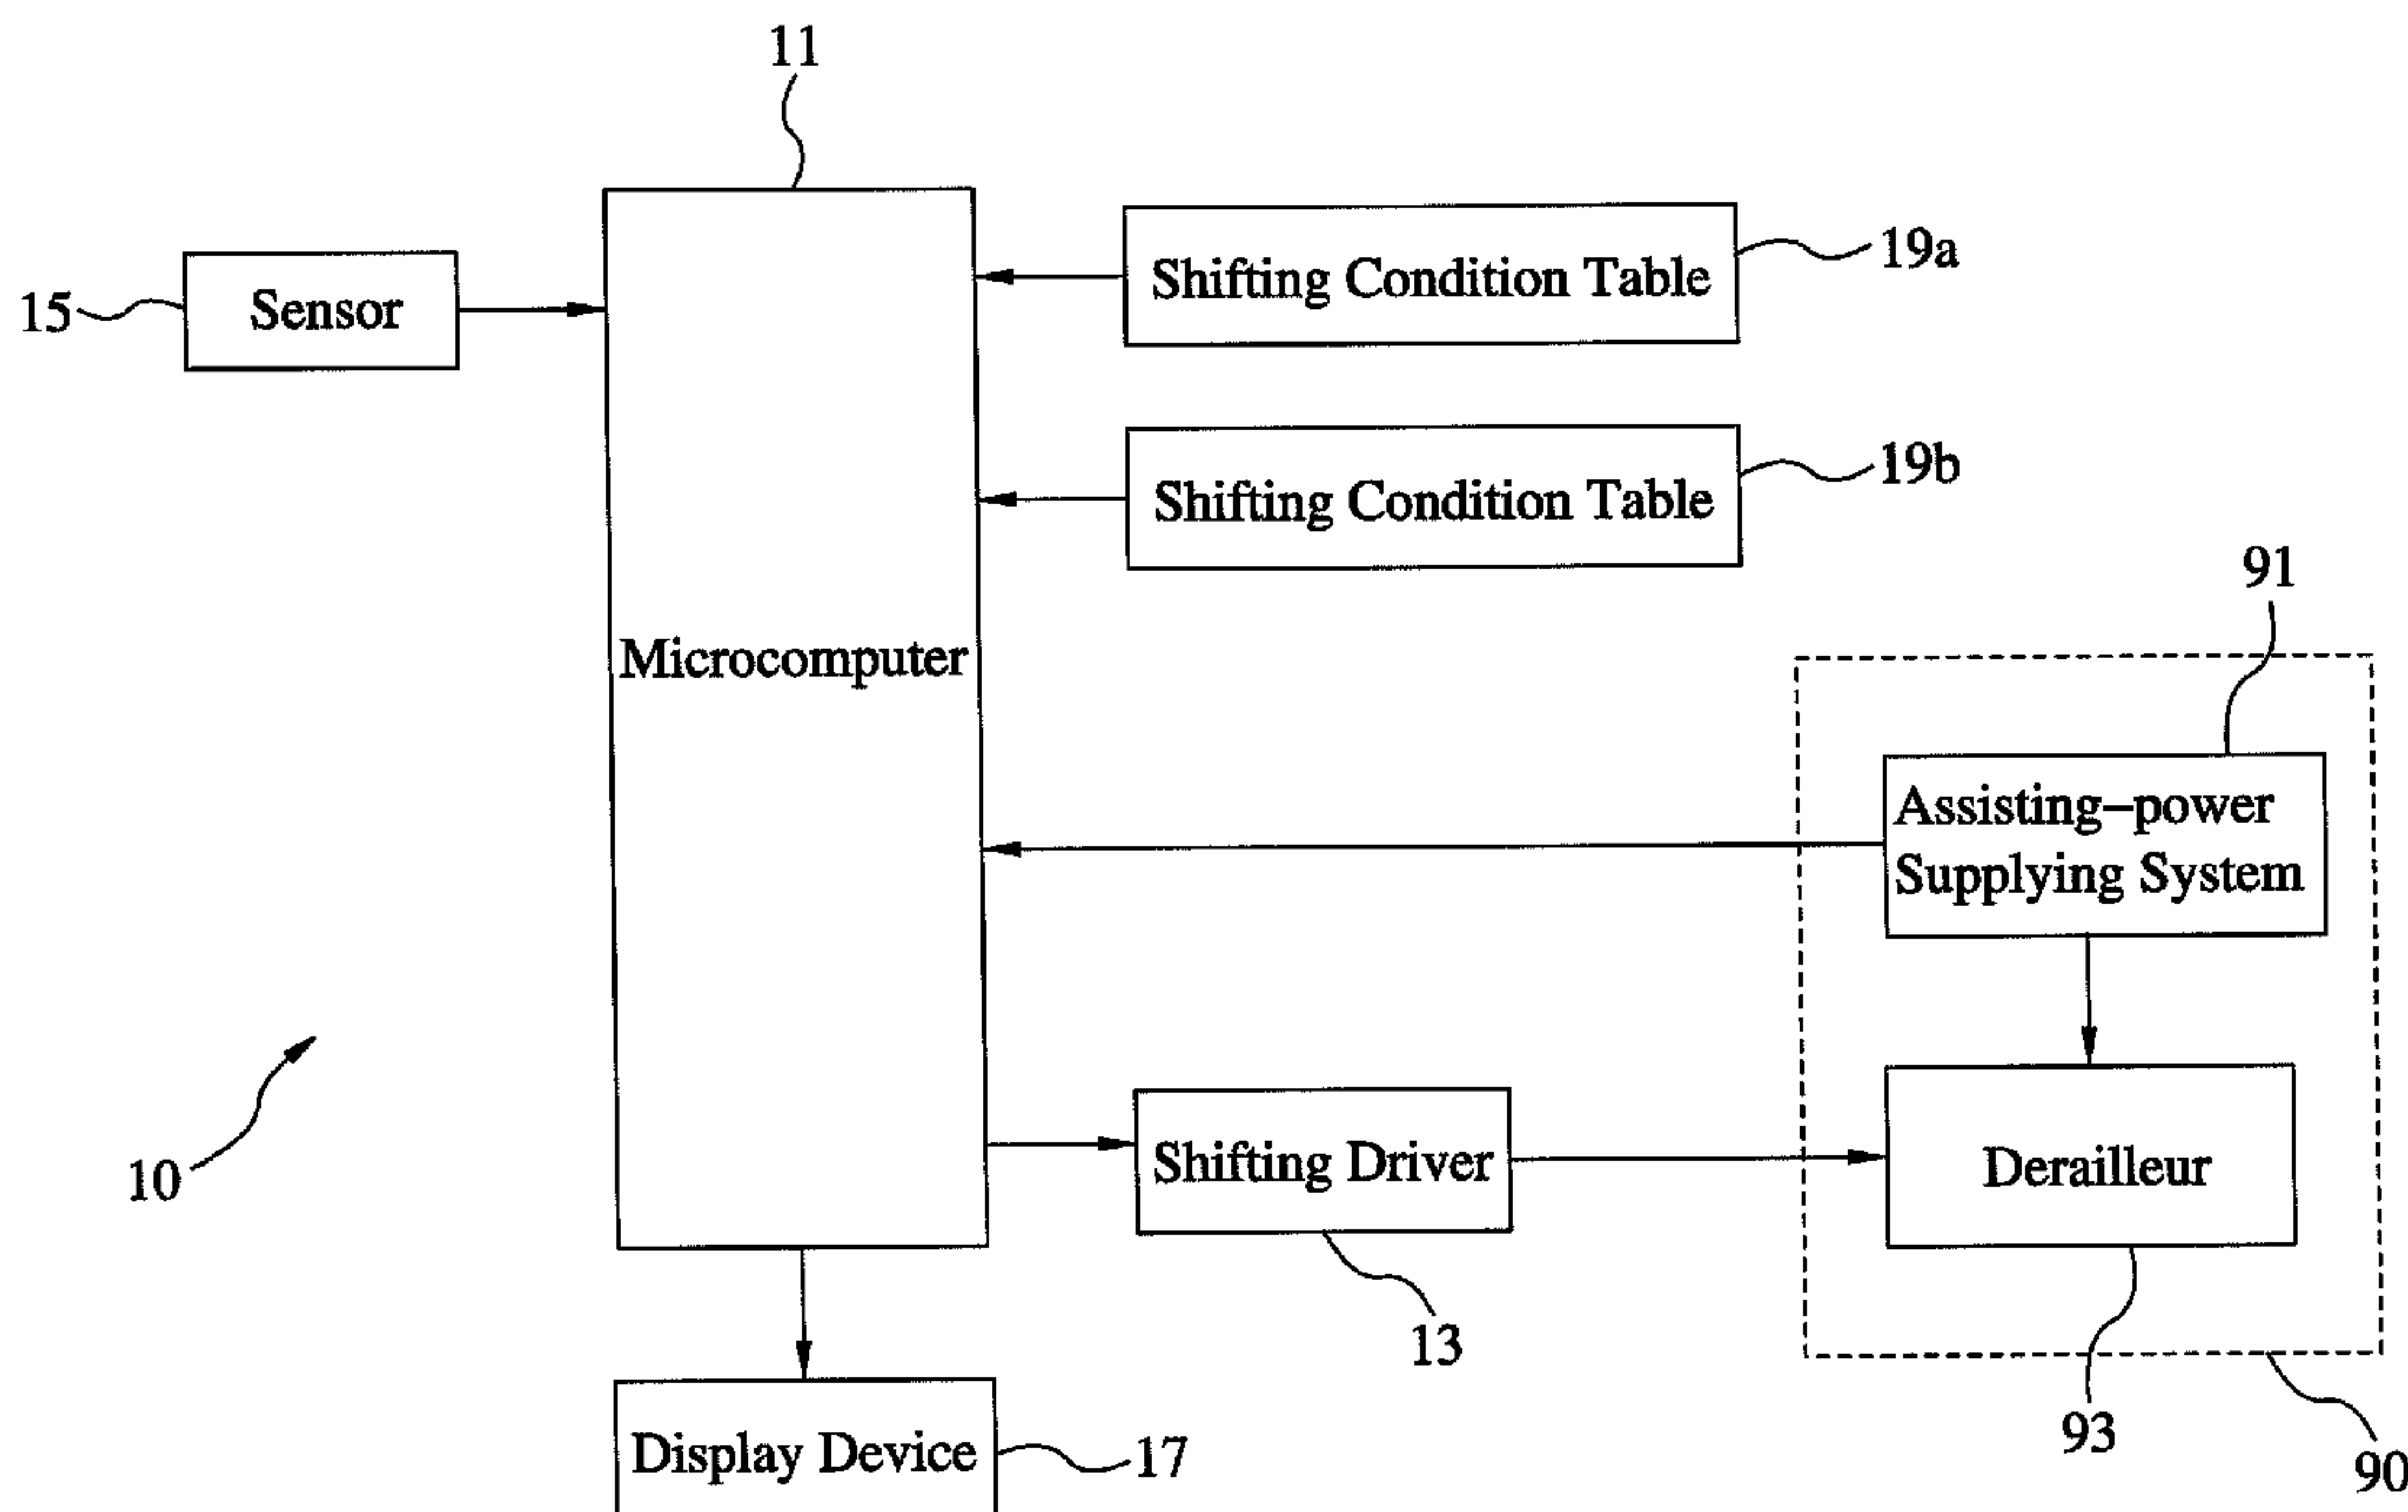 11
Shifting Condition Table
19a
15
Sensor
Shifting Condition Table
19b
91
Microcomputer
Assisting–power
Supplying System
10
Shifting Driver
Derailleur
13
93
90
Display Device
17